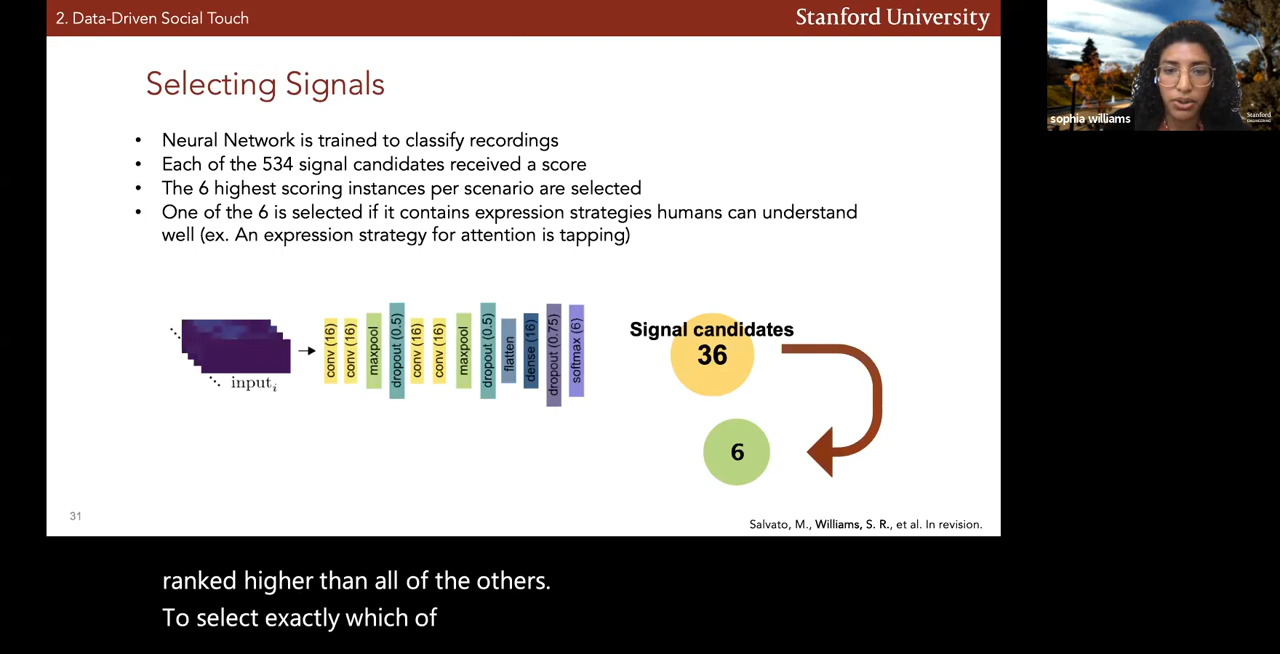 2. Data-Driven Social Touch
Stanford University
sophia williams
Stanford
ENGINEERING
Selecting Signals
• Neural Network is trained to classify recordings
• Each of the 534 signal candidates received a score
• The 6 highest scoring instances per scenario are selected
• One of the 6 is selected if it contains expression strategies humans can understand
well (ex. An expression strategy for attention is tapping)
input_i
conv (16)
conv (16)
maxpool
dropout (0.5)
conv (16)
conv (16)
maxpool
dropout (0.5)
flatten
dense (16)
dropout (0.75)
softmax (6)
Signal candidates
36
6
31
Salvato, M., Williams, S. R., et al. In revision.
ranked higher than all of the others.
To select exactly which of